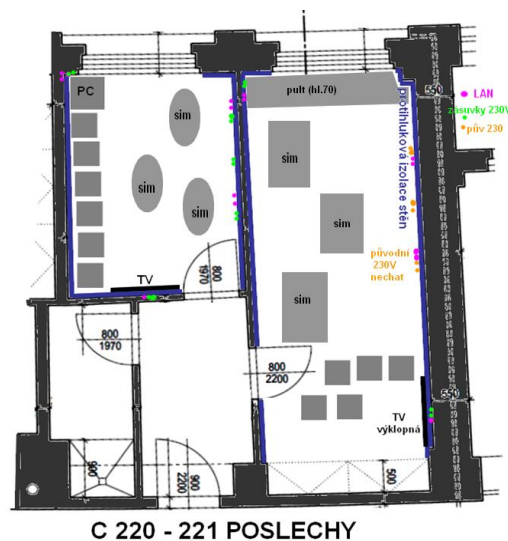 PC
pult (hl.70)
sim
sim
sim
sim
sim
sim
TV
800
1970
protihluková izolace stěn
550
LAN
zásuvky 230V
pův 230
původní
230V
nechat
800
1970
800
2200
550
TV
výklopná
900
900
2200
500
C 220 - 221 POSLECHY